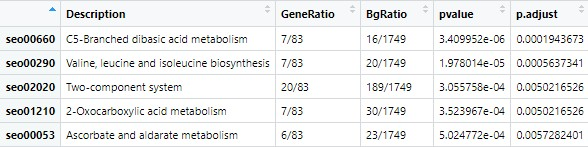 Description GeneRatio BgRatio pvalue p.adjust
seo00660 C5-Branched dibasic acid metabolism 7/83 16/1749 3.409952e-06 0.0001943673
seo00290 Valine, leucine and isoleucine biosynthesis 7/83 20/1749 1.978014e-05 0.0005637341
seo02020 Two-component system 20/83 189/1749 3.055758e-04 0.0050216526
seo01210 2-Oxocarboxylic acid metabolism 7/83 30/1749 3.523967e-04 0.0050216526
seo00053 Ascorbate and aldarate metabolism 6/83 23/1749 5.024772e-04 0.0057282401